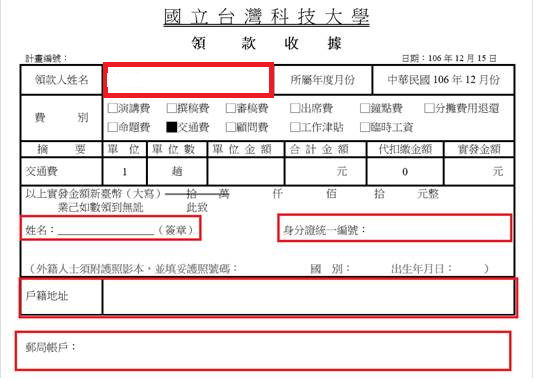 國立台灣科技大學
領款收據
計畫編號：　　日期：106 年 12 月 15 日
領款人姓名　　所屬年度月份　中華民國 106 年 12 月份
費別　□演講費　□撰稿費　□審稿費　□出席費　□鐘點費　□分攤費用退還
□命題費　■交通費　□顧問費　□工作津貼　□臨時工資
摘要　單位　單位數　單位金額　合計金額　代扣繳金額　實發金額
交通費　1　趟　元　0　元
以上實發金額新臺幣（大寫）　拾　萬　仟　佰　拾　元整
業己如數領到無訛　　此致
姓名：＿＿＿＿＿＿＿＿（簽章）　　身分證統一編號：
（外籍人士須附護照影本，並填妥護照號碼：　　國　別：　　出生年月日：　　）
戶籍地址
郵局帳戶：